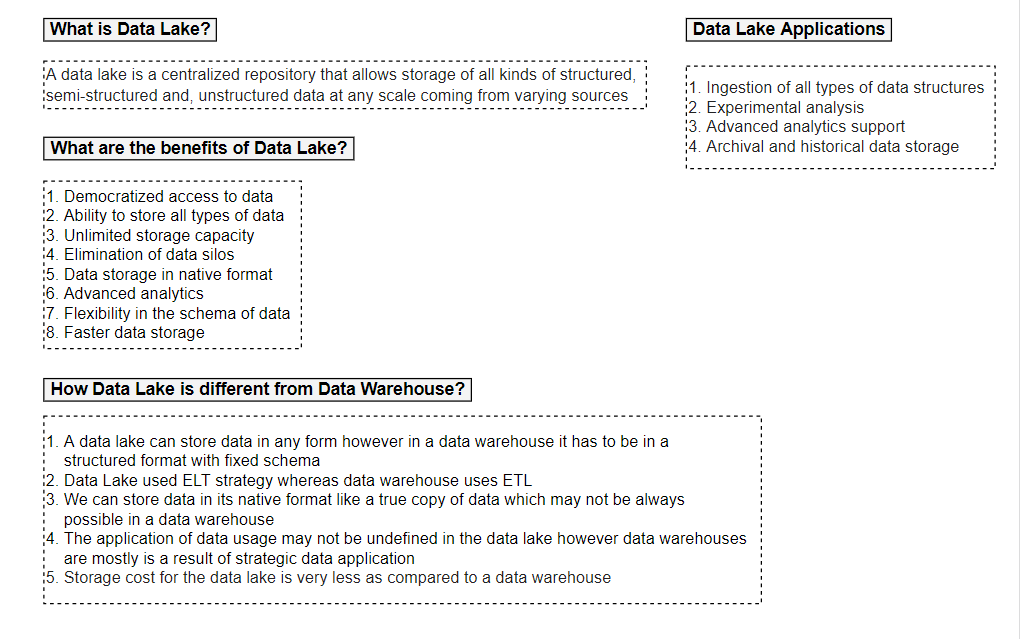 What is Data Lake?
A data lake is a centralized repository that allows storage of all kinds of structured,
semi-structured and, unstructured data at any scale coming from varying sources
What are the benefits of Data Lake?
1. Democratized access to data
2. Ability to store all types of data
3. Unlimited storage capacity
4. Elimination of data silos
5. Data storage in native format
6. Advanced analytics
7. Flexibility in the schema of data
8. Faster data storage
How Data Lake is different from Data Warehouse?
1. A data lake can store data in any form however in a data warehouse it has to be in a
structured format with fixed schema
2. Data Lake used ELT strategy whereas data warehouse uses ETL
3. We can store data in its native format like a true copy of data which may not be always
possible in a data warehouse
4. The application of data usage may not be undefined in the data lake however data warehouses
are mostly is a result of strategic data application
5. Storage cost for the data lake is very less as compared to a data warehouse
Data Lake Applications
1. Ingestion of all types of data structures
2. Experimental analysis
3. Advanced analytics support
4. Archival and historical data storage